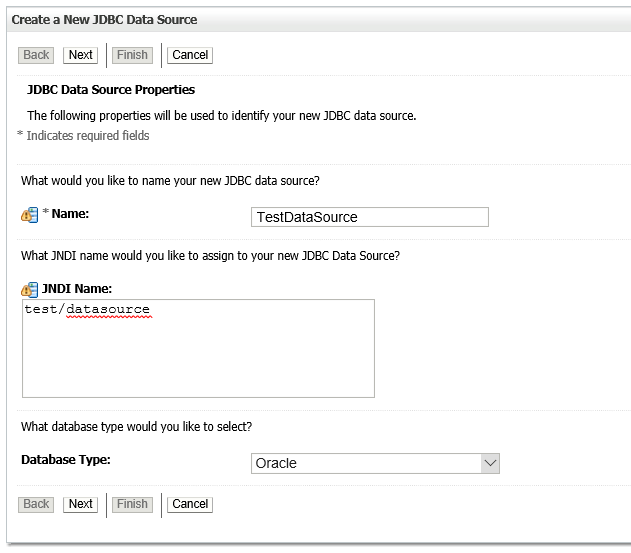 Create a New JDBC Data Source
Back Next Finish Cancel
JDBC Data Source Properties
The following properties will be used to identify your new JDBC data source.
* Indicates required fields
What would you like to name your new JDBC data source?
* Name: TestDataSource
What JNDI name would you like to assign to your new JDBC Data Source?
JNDI Name:
test/datasource
What database type would you like to select?
Database Type: Oracle
Back Next Finish Cancel